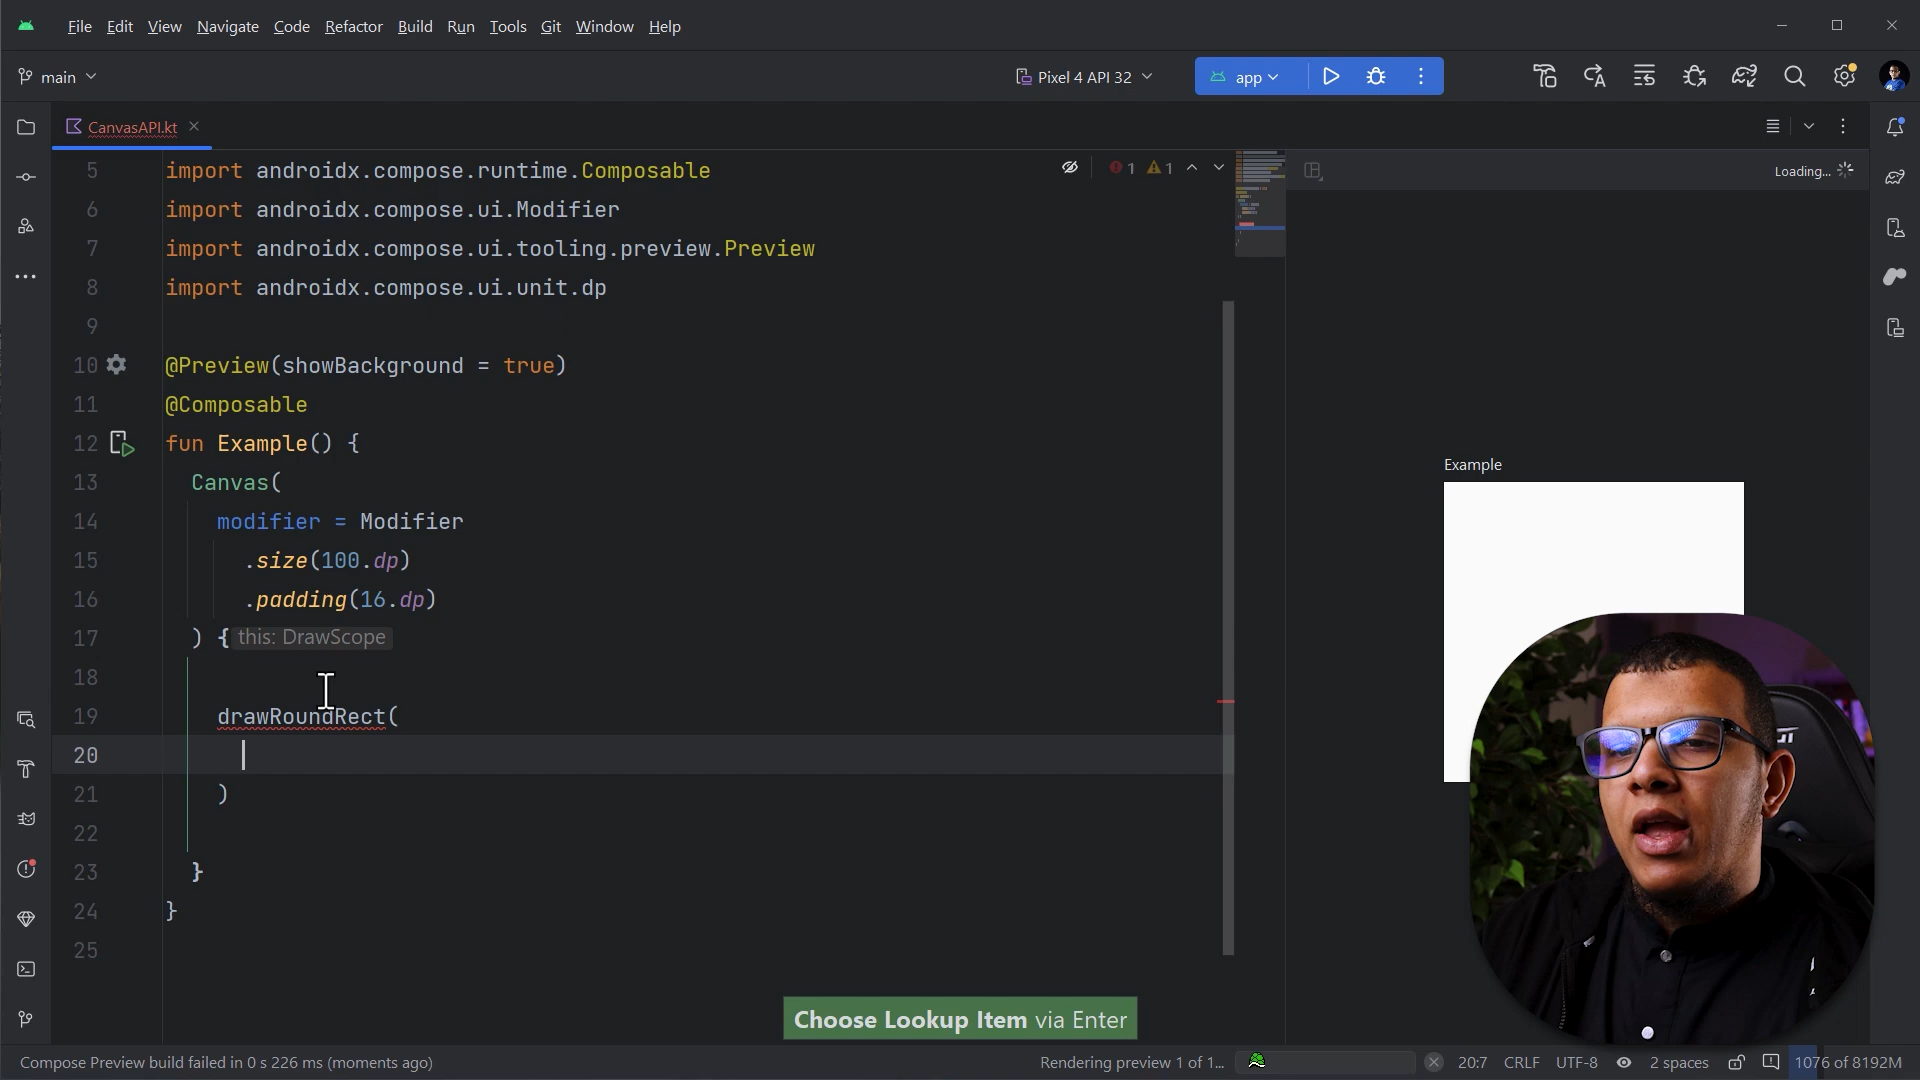 File Edit View Navigate Code Refactor Build Run Tools Git Window Help
main
Pixel 4 API 32
app
CanvasAPI.kt
5 import androidx.compose.runtime.Composable
1 1
Loading...
6 import androidx.compose.ui.Modifier
7 import androidx.compose.ui.tooling.preview.Preview
8 import androidx.compose.ui.unit.dp
9
10 @Preview(showBackground = true)
11 @Composable
12 fun Example() {
13 Canvas(
14 modifier = Modifier
15 .size(100.dp)
16 .padding(16.dp)
17 ) { this: DrawScope
18
19 drawRoundRect(
20
21 )
22
23 }
24 }
25
Example
Choose Lookup Item via Enter
Compose Preview build failed in 0 s 226 ms (moments ago)
Rendering preview 1 of 1...
20:7 CRLF UTF-8 2 spaces 1076 of 8192M